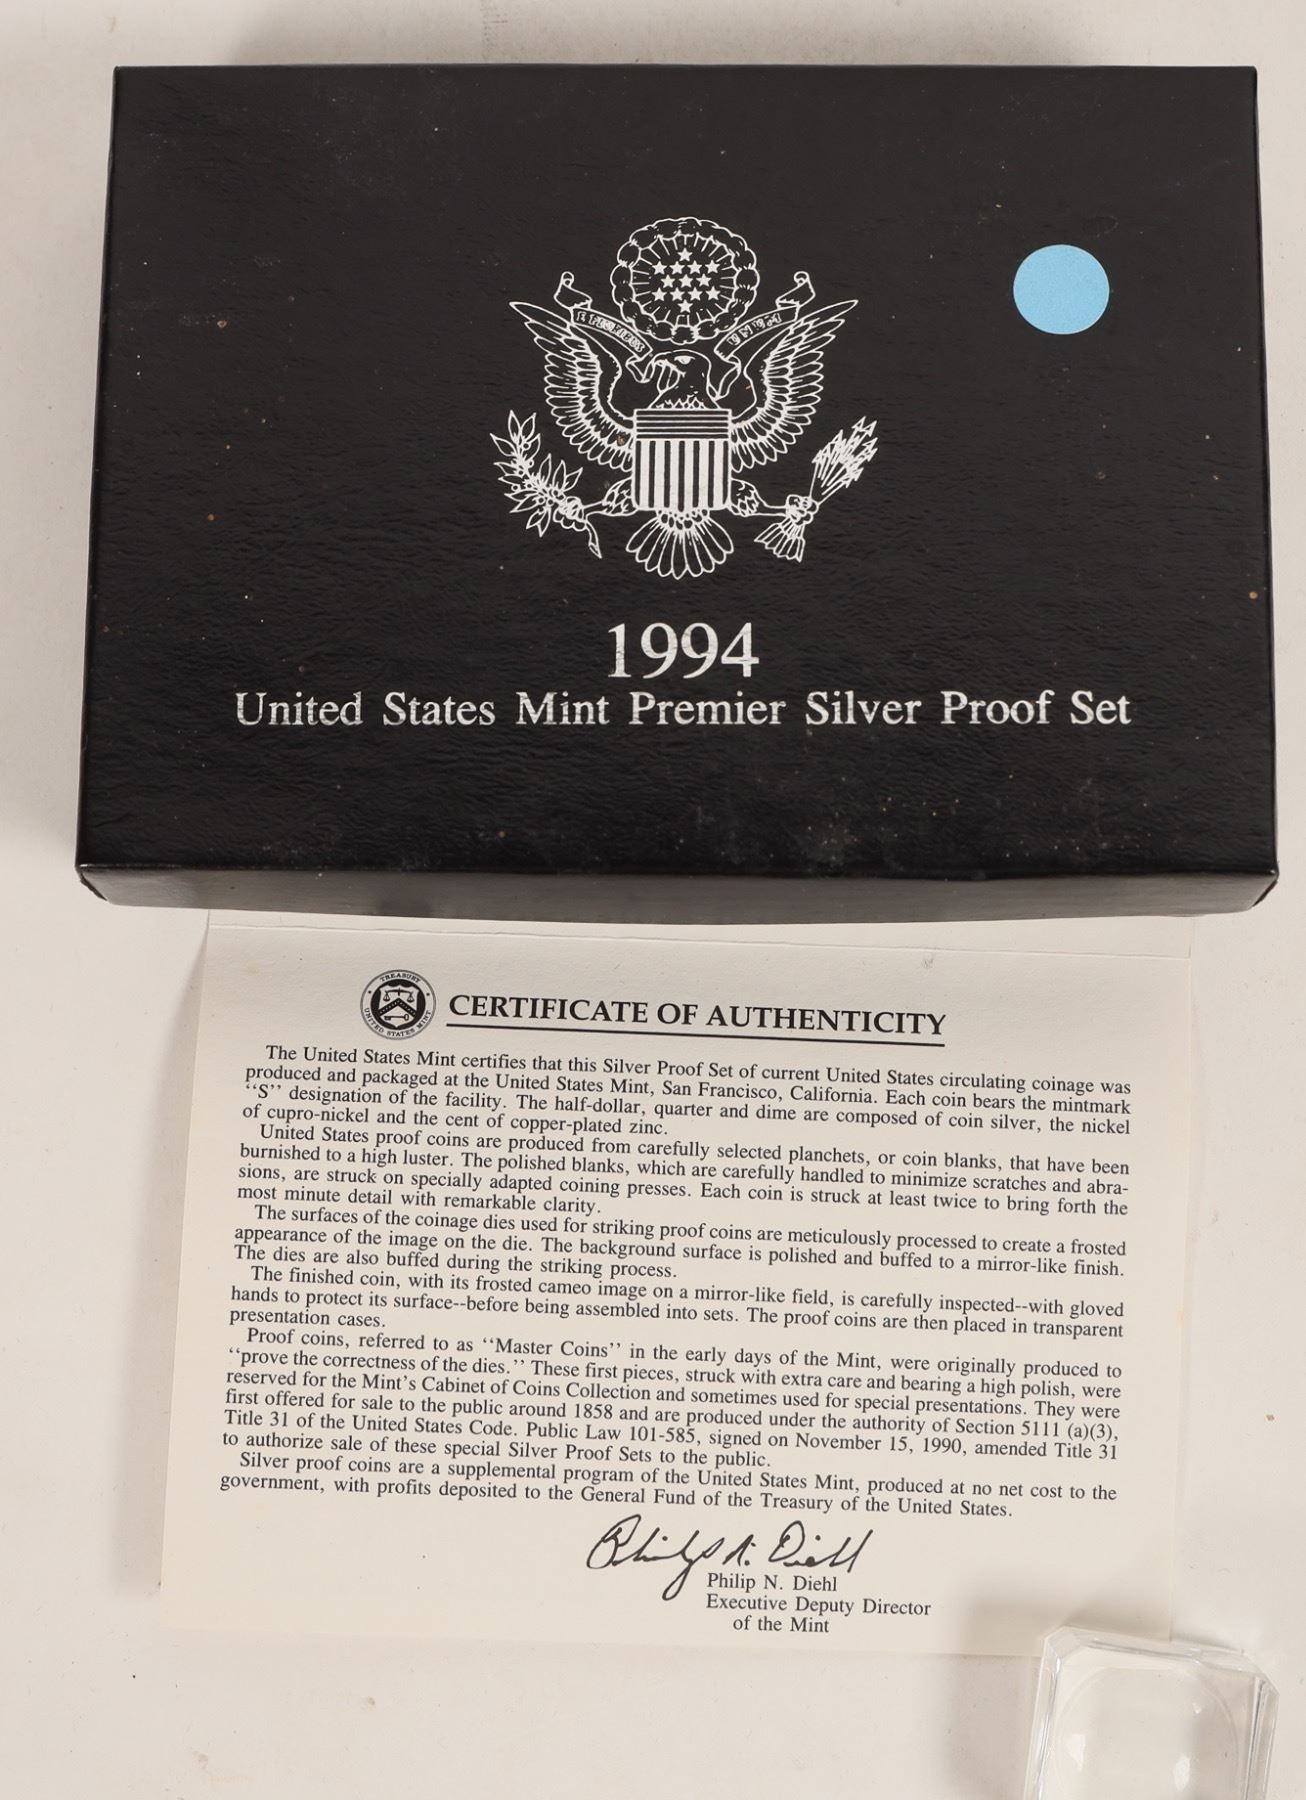 1994
United States Mint Premier Silver Proof Set
TREASURY
UNITED STATES MINT
CERTIFICATE OF AUTHENTICITY
The United States Mint certifies that this Silver Proof Set of current United States circulating coinage was
produced and packaged at the United States Mint, San Francisco, California. Each coin bears the mintmark
‘‘S’’ designation of the facility. The half-dollar, quarter and dime are composed of coin silver, the nickel
of cupro-nickel and the cent of copper-plated zinc.
United States proof coins are produced from carefully selected planchets, or coin blanks, that have been
burnished to a high luster. The polished blanks, which are carefully handled to minimize scratches and abra-
sions, are struck on specially adapted coining presses. Each coin is struck at least twice to bring forth the
most minute detail with remarkable clarity.
The surfaces of the coinage dies used for striking proof coins are meticulously processed to create a frosted
appearance of the image on the die. The background surface is polished and buffed to a mirror-like finish.
The dies are also buffed during the striking process.
The finished coin, with its frosted cameo image on a mirror-like field, is carefully inspected--with gloved
hands to protect its surface--before being assembled into sets. The proof coins are then placed in transparent
presentation cases.
Proof coins, referred to as ‘‘Master Coins’’ in the early days of the Mint, were originally produced to
‘‘prove the correctness of the dies.’’ These first pieces, struck with extra care and bearing a high polish, were
reserved for the Mint’s Cabinet of Coins Collection and sometimes used for special presentations. They were
first offered for sale to the public around 1858 and are produced under the authority of Section 5111 (a)(3),
Title 31 of the United States Code. Public Law 101-585, signed on November 15, 1990, amended Title 31
to authorize sale of these special Silver Proof Sets to the public.
Silver proof coins are a supplemental program of the United States Mint, produced at no net cost to the
government, with profits deposited to the General Fund of the Treasury of the United States.
Philip N. Diehl
Philip N. Diehl
Executive Deputy Director
of the Mint